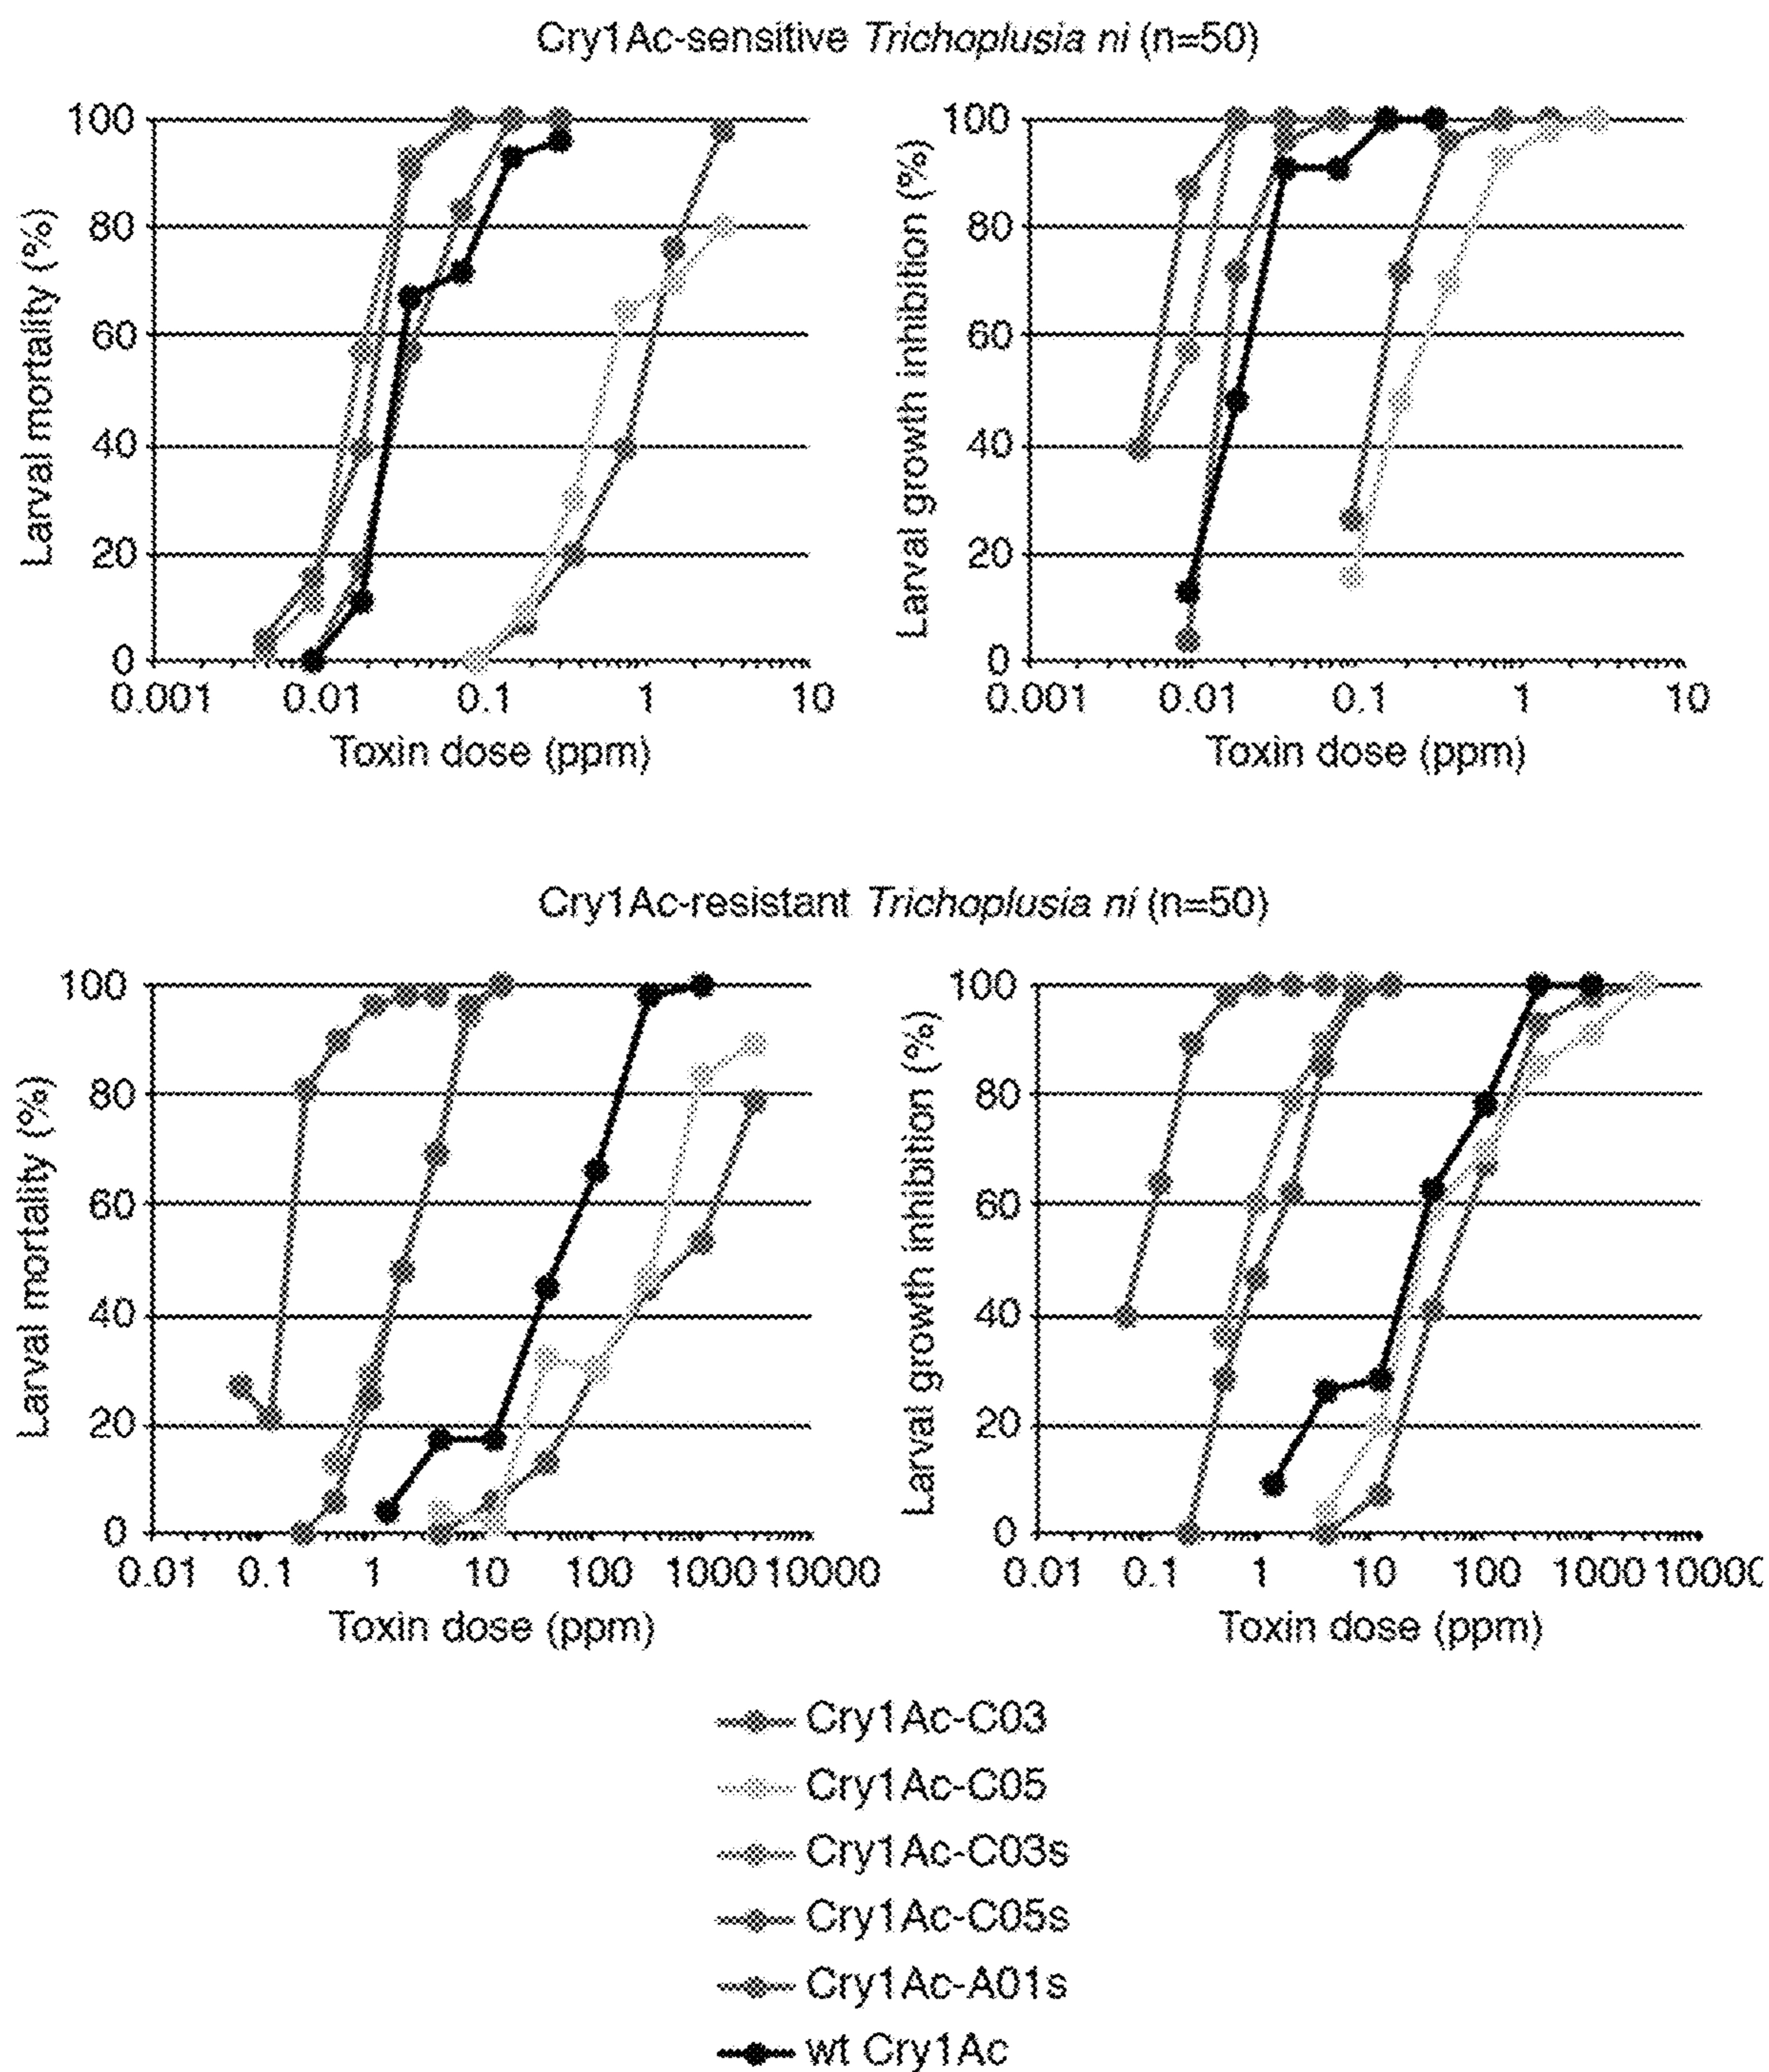 Cry1Ac-sensitive Trichoplusia ni (n=50)
Larval mortality (%)
100
80
60
40
20
0
0.001 0.01 0.1 1 10
Toxin dose (ppm)
Larval growth inhibition (%)
100
80
60
40
20
0
0.001 0.01 0.1 1 10
Toxin dose (ppm)
Cry1Ac-resistant Trichoplusia ni (n=50)
Larval mortality (%)
100
80
60
40
20
0
0.01 0.1 1 10 100 1000 10000
Toxin dose (ppm)
Larval growth inhibition (%)
100
80
60
40
20
0
0.01 0.1 1 10 100 1000 10000
Toxin dose (ppm)
Cry1Ac-C03
Cry1Ac-C05
Cry1Ac-C03s
Cry1Ac-C05s
Cry1Ac-A01s
wt Cry1Ac